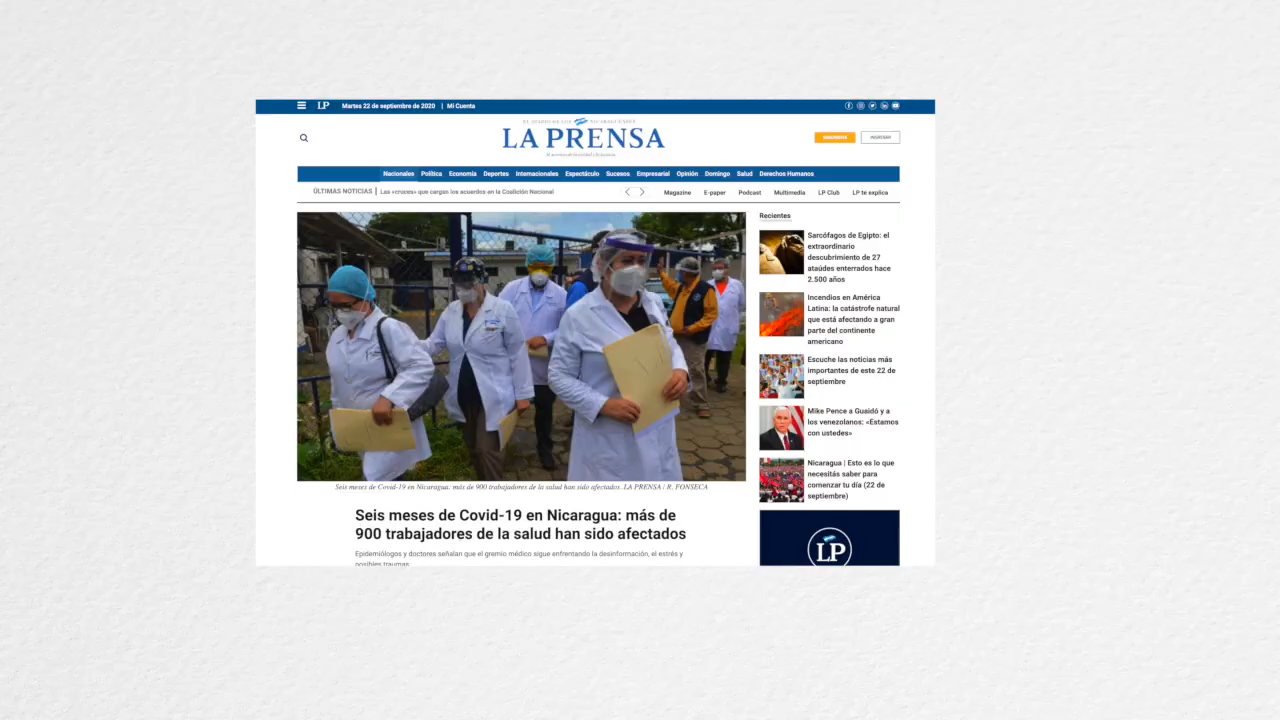 LP Martes 22 de septiembre de 2020 | Mi Cuenta
EL DIARIO DE LOS NICARAGÜENSES
LA PRENSA
Nacionales Política Economía Deportes Internacionales Espectáculo Sucesos Empresarial Opinión Domingo Salud Derechos Humanos
ÚLTIMAS NOTICIAS | Las «cruces» que cargan los acuerdos en la Coalición Nacional
Magazine E-paper Podcast Multimedia LP Club LP te explica
Seis meses de Covid-19 en Nicaragua: más de 900 trabajadores de la salud han sido afectados. LA PRENSA / R. FONSECA
Seis meses de Covid-19 en Nicaragua: más de
900 trabajadores de la salud han sido afectados
Epidemiólogos y doctores señalan que el gremio médico sigue enfrentando la desinformación, el estrés y
posibles traumas
Recientes
Sarcófagos de Egipto: el
extraordinario
descubrimiento de 27
ataúdes enterrados hace
2.500 años
Incendios en América
Latina: la catástrofe natural
que está afectando a gran
parte del continente
americano
Escuche las noticias más
importantes de este 22 de
septiembre
Mike Pence a Guaidó y a
los venezolanos: «Estamos
con ustedes»
Nicaragua | Esto es lo que
necesitás saber para
comenzar tu día (22 de
septiembre)
LP